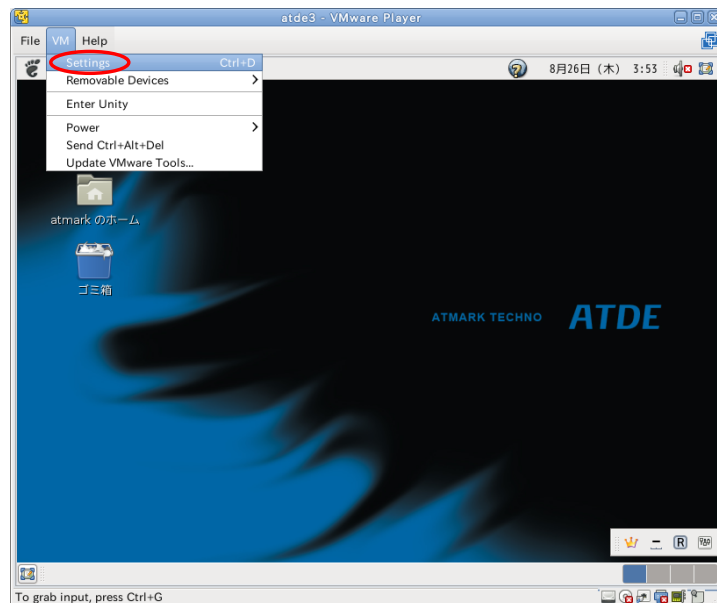 atde3 - VMware Player
File VM Help
Settings Ctrl+D
8月26日 (木) 3:53
Removable Devices
Enter Unity
Power
Send Ctrl+Alt+Del
Update VMware Tools...
atmark のホーム
ゴミ箱
ATMARK TECHNO ATDE
R
To grab input, press Ctrl+G